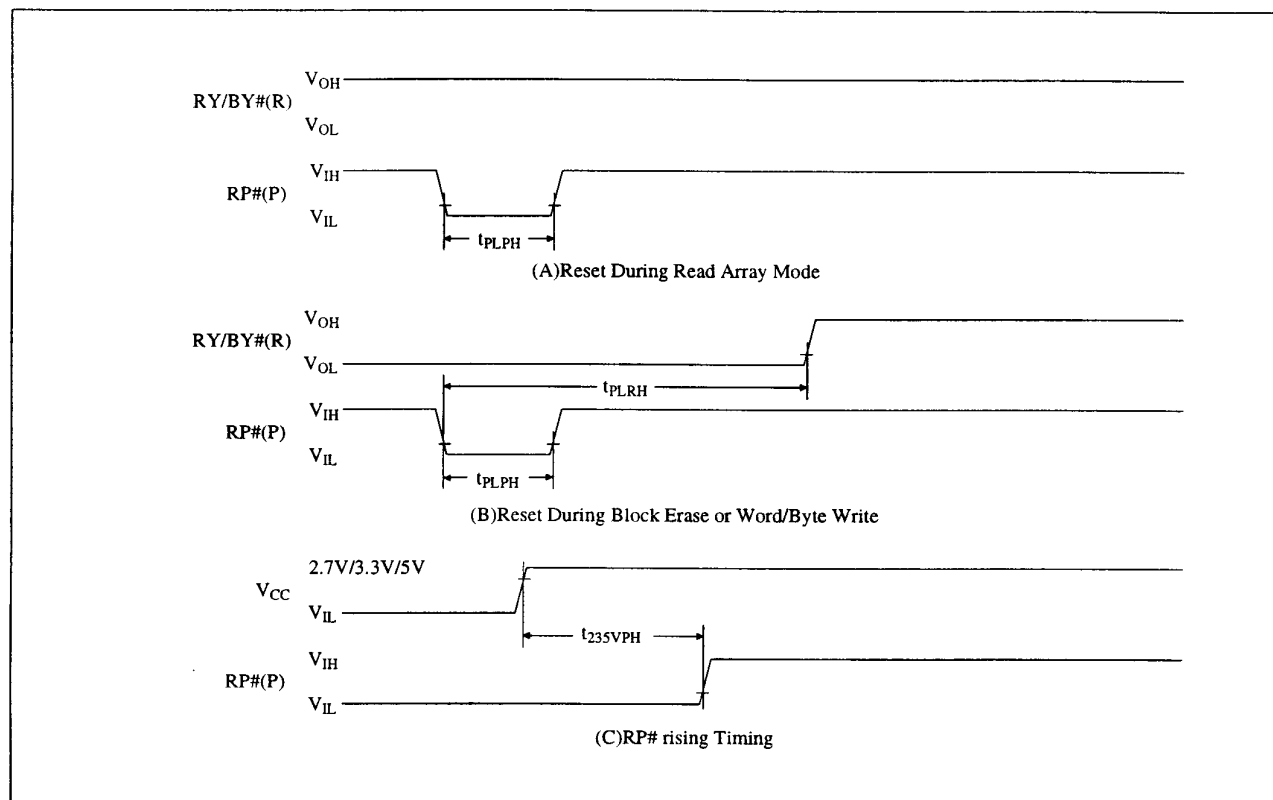 V_OH
RY/BY#(R)
V_OL
V_IH
RP#(P)
V_IL
t_PLPH
(A)Reset During Read Array Mode
V_OH
RY/BY#(R)
V_OL
t_PLRH
V_IH
RP#(P)
V_IL
t_PLPH
(B)Reset During Block Erase or Word/Byte Write
2.7V/3.3V/5V
V_CC
V_IL
t_235VPH
V_IH
RP#(P)
V_IL
(C)RP# rising Timing